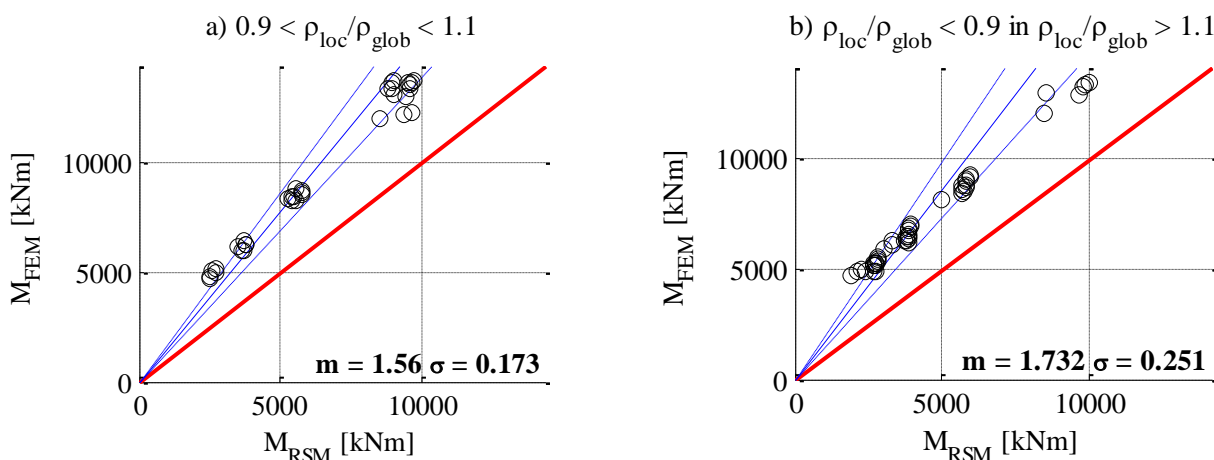 a) 0.9 < ρloc/ρglob < 1.1
10000
5000
0
MFEM [kNm]
m = 1.56 σ = 0.173
0 5000 10000
MRSM [kNm]
b) ρloc/ρglob < 0.9 in ρloc/ρglob > 1.1
10000
5000
0
MFEM [kNm]
m = 1.732 σ = 0.251
0 5000 10000
MRSM [kNm]